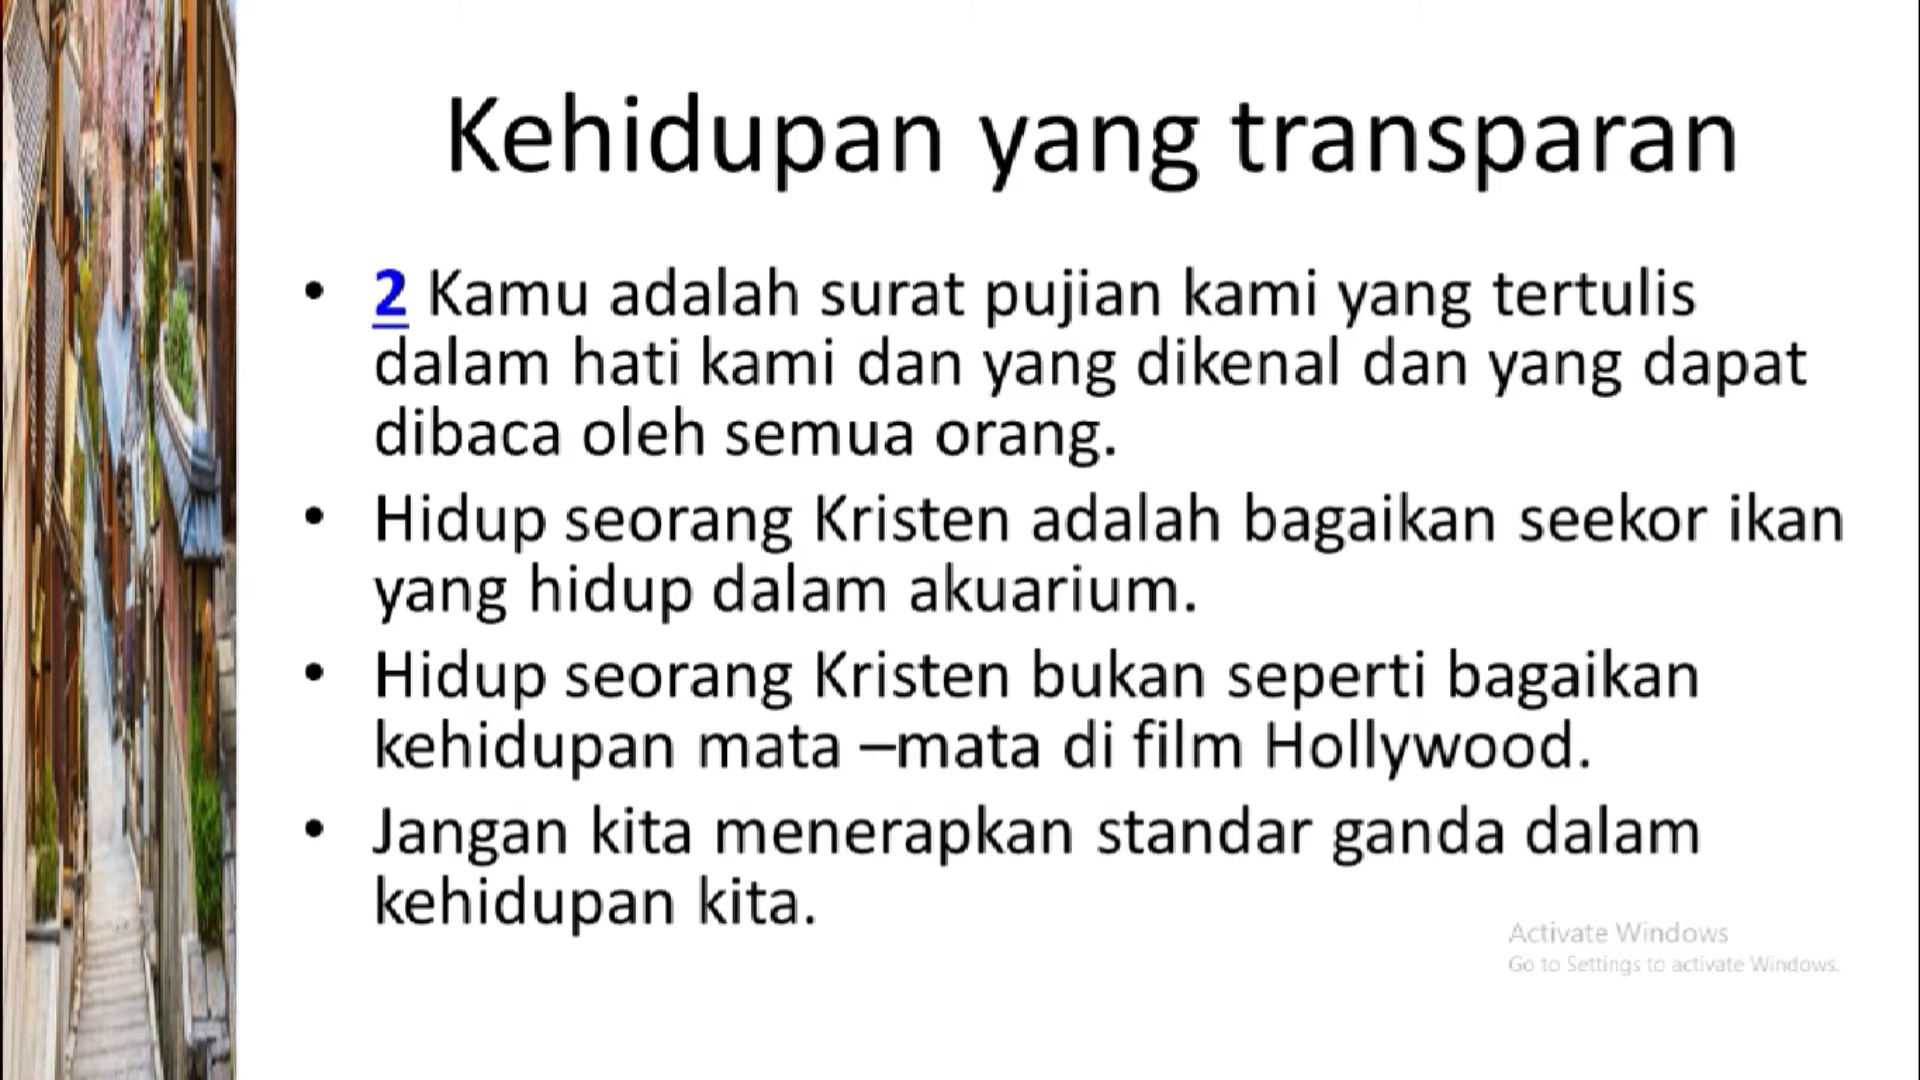 Kehidupan yang transparan
• 2 Kamu adalah surat pujian kami yang tertulis
dalam hati kami dan yang dikenal dan yang dapat
dibaca oleh semua orang.
• Hidup seorang Kristen adalah bagaikan seekor ikan
yang hidup dalam akuarium.
• Hidup seorang Kristen bukan seperti bagaikan
kehidupan mata –mata di film Hollywood.
• Jangan kita menerapkan standar ganda dalam
kehidupan kita.
Activate Windows
Go to Settings to activate Windows.